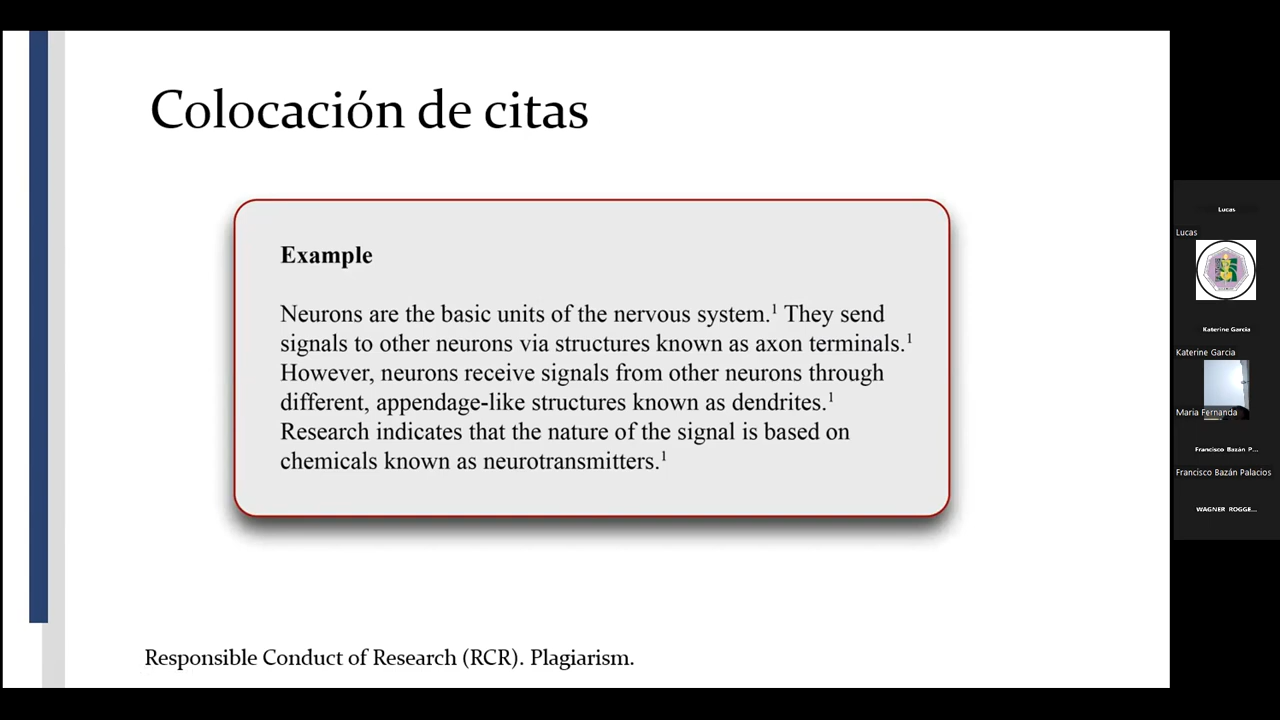 Colocación de citas
Example
Neurons are the basic units of the nervous system.¹ They send
signals to other neurons via structures known as axon terminals.¹
However, neurons receive signals from other neurons through
different, appendage-like structures known as dendrites.¹
Research indicates that the nature of the signal is based on
chemicals known as neurotransmitters.¹
Responsible Conduct of Research (RCR). Plagiarism.
Lucas
Lucas
Katerine Garcia
Katerine Garcia
Maria Fernanda
Francisco Bazán P...
Francisco Bazán Palacios
WAGNER ROGGE...